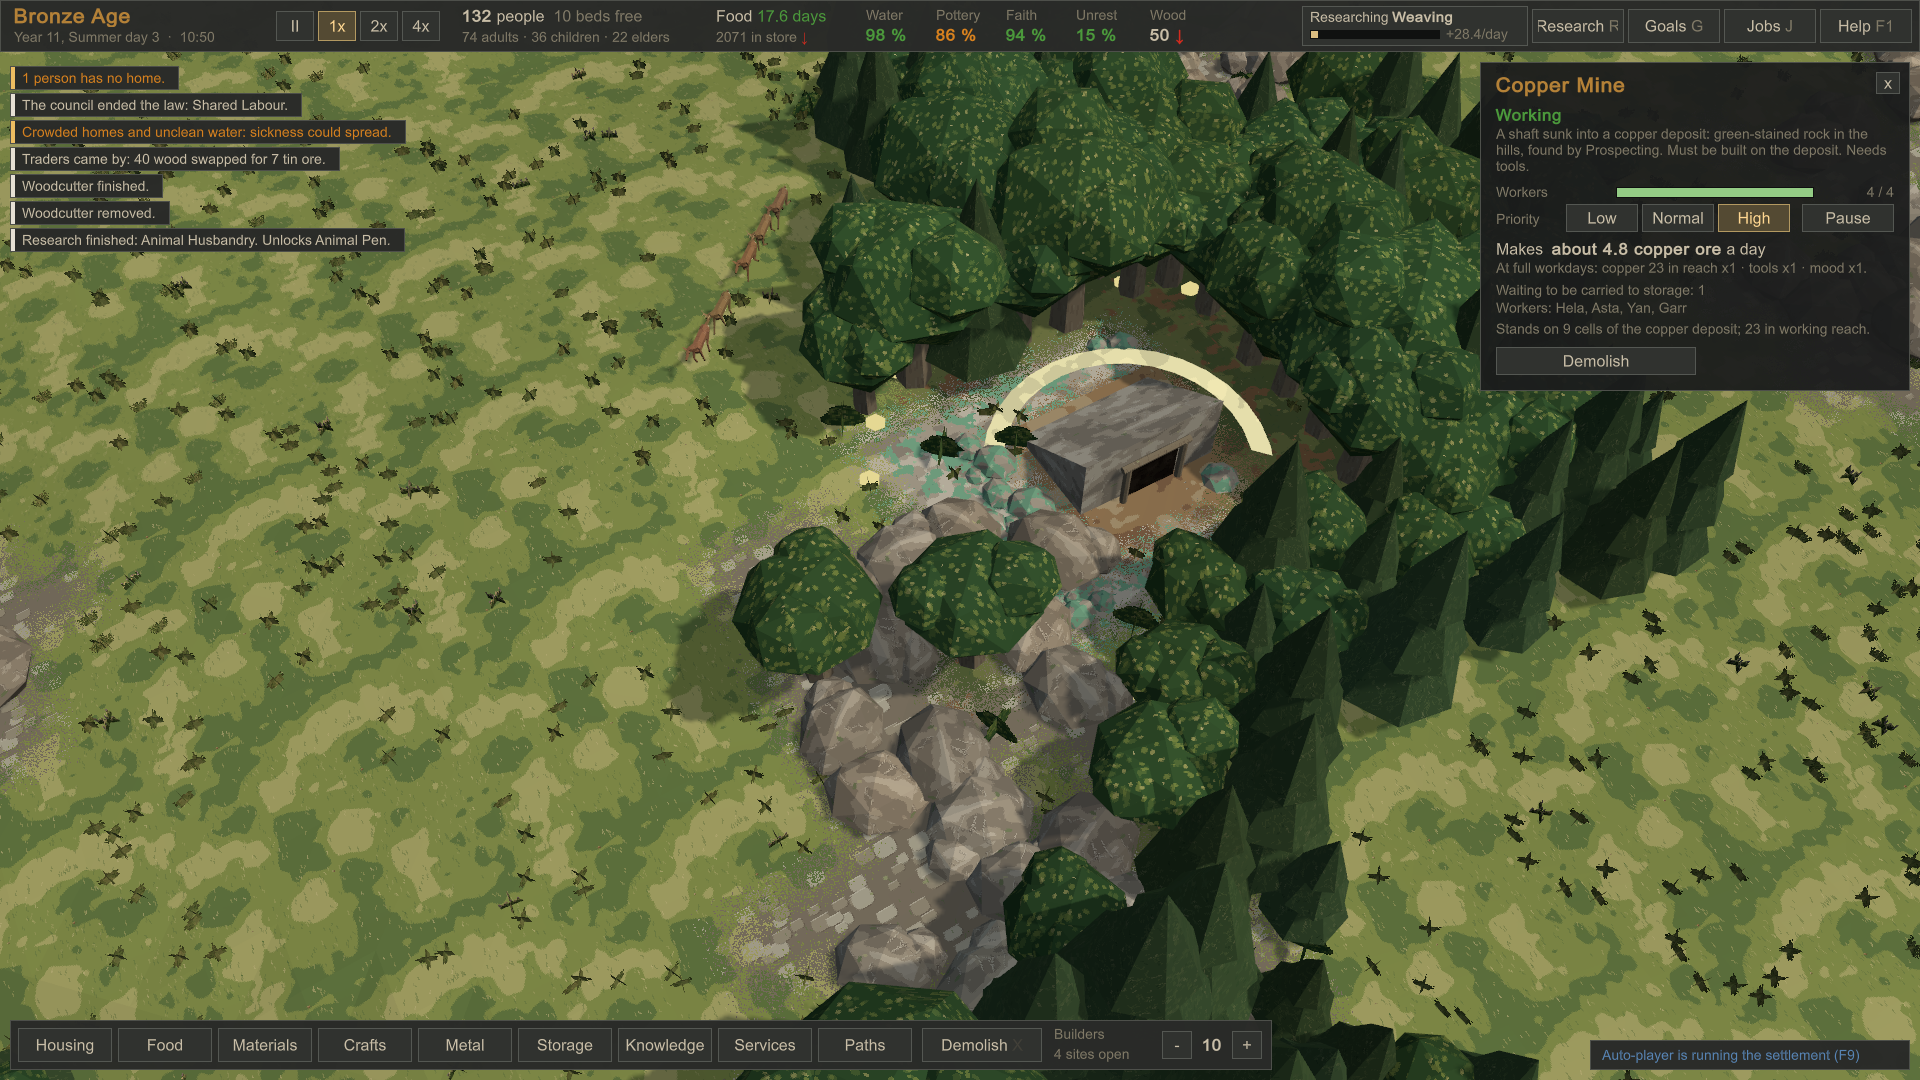 Bronze Age
Year 11, Summer day 3 · 10:50
II
1x
2x
4x
132 people 10 beds free
74 adults · 36 children · 22 elders
Food 17.6 days
2071 in store ↓
Water
98 %
Pottery
86 %
Faith
94 %
Unrest
15 %
Wood
50 ↓
Researching Weaving
+28.4/day
Research R
Goals G
Jobs J
Help F1
1 person has no home.
The council ended the law: Shared Labour.
Crowded homes and unclean water: sickness could spread.
Traders came by: 40 wood swapped for 7 tin ore.
Woodcutter finished.
Woodcutter removed.
Research finished: Animal Husbandry. Unlocks Animal Pen.
Copper Mine
x
Working
A shaft sunk into a copper deposit: green-stained rock in the
hills, found by Prospecting. Must be built on the deposit. Needs
tools.
Workers 4 / 4
Priority Low Normal High Pause
Makes about 4.8 copper ore a day
At full workdays: copper 23 in reach x1 · tools x1 · mood x1.
Waiting to be carried to storage: 1
Workers: Hela, Asta, Yan, Garr
Stands on 9 cells of the copper deposit; 23 in working reach.
Demolish
Housing
Food
Materials
Crafts
Metal
Storage
Knowledge
Services
Paths
Demolish X
Builders
4 sites open
- 10 +
Auto-player is running the settlement (F9)